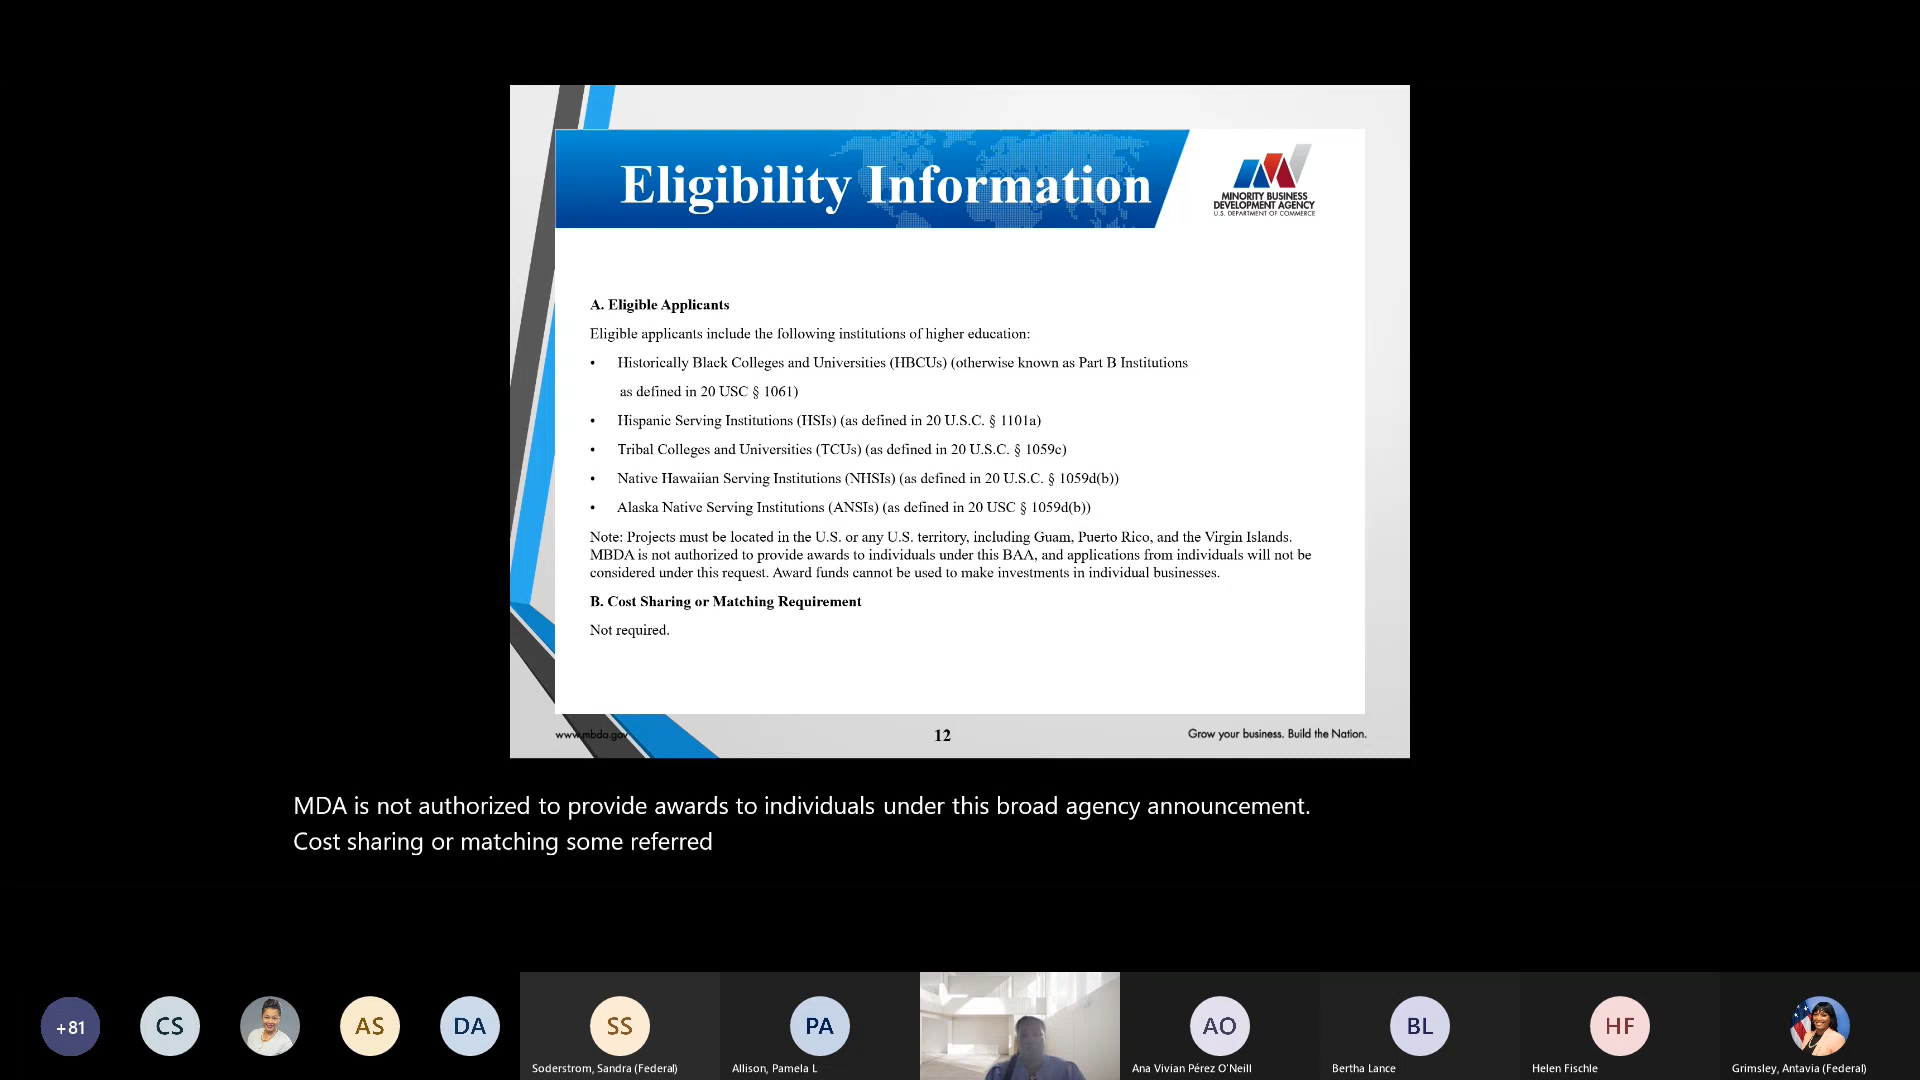 Eligibility Information
MINORITY BUSINESS
DEVELOPMENT AGENCY
U.S. DEPARTMENT OF COMMERCE
A. Eligible Applicants
Eligible applicants include the following institutions of higher education:
• Historically Black Colleges and Universities (HBCUs) (otherwise known as Part B Institutions
as defined in 20 USC § 1061)
• Hispanic Serving Institutions (HSIs) (as defined in 20 U.S.C. § 1101a)
• Tribal Colleges and Universities (TCUs) (as defined in 20 U.S.C. § 1059c)
• Native Hawaiian Serving Institutions (NHSIs) (as defined in 20 U.S.C. § 1059d(b))
• Alaska Native Serving Institutions (ANSIs) (as defined in 20 USC § 1059d(b))
Note: Projects must be located in the U.S. or any U.S. territory, including Guam, Puerto Rico, and the Virgin Islands.
MBDA is not authorized to provide awards to individuals under this BAA, and applications from individuals will not be
considered under this request. Award funds cannot be used to make investments in individual businesses.
B. Cost Sharing or Matching Requirement
Not required.
www.mbda.gov
12
Grow your business. Build the Nation.
MDA is not authorized to provide awards to individuals under this broad agency announcement.
Cost sharing or matching some referred
+81
CS
AS
DA
SS
PA
AO
BL
HF
Soderstrom, Sandra (Federal)
Allison, Pamela L
Ana Vivian Pérez O'Neill
Bertha Lance
Helen Fischle
Grimsley, Antavia (Federal)